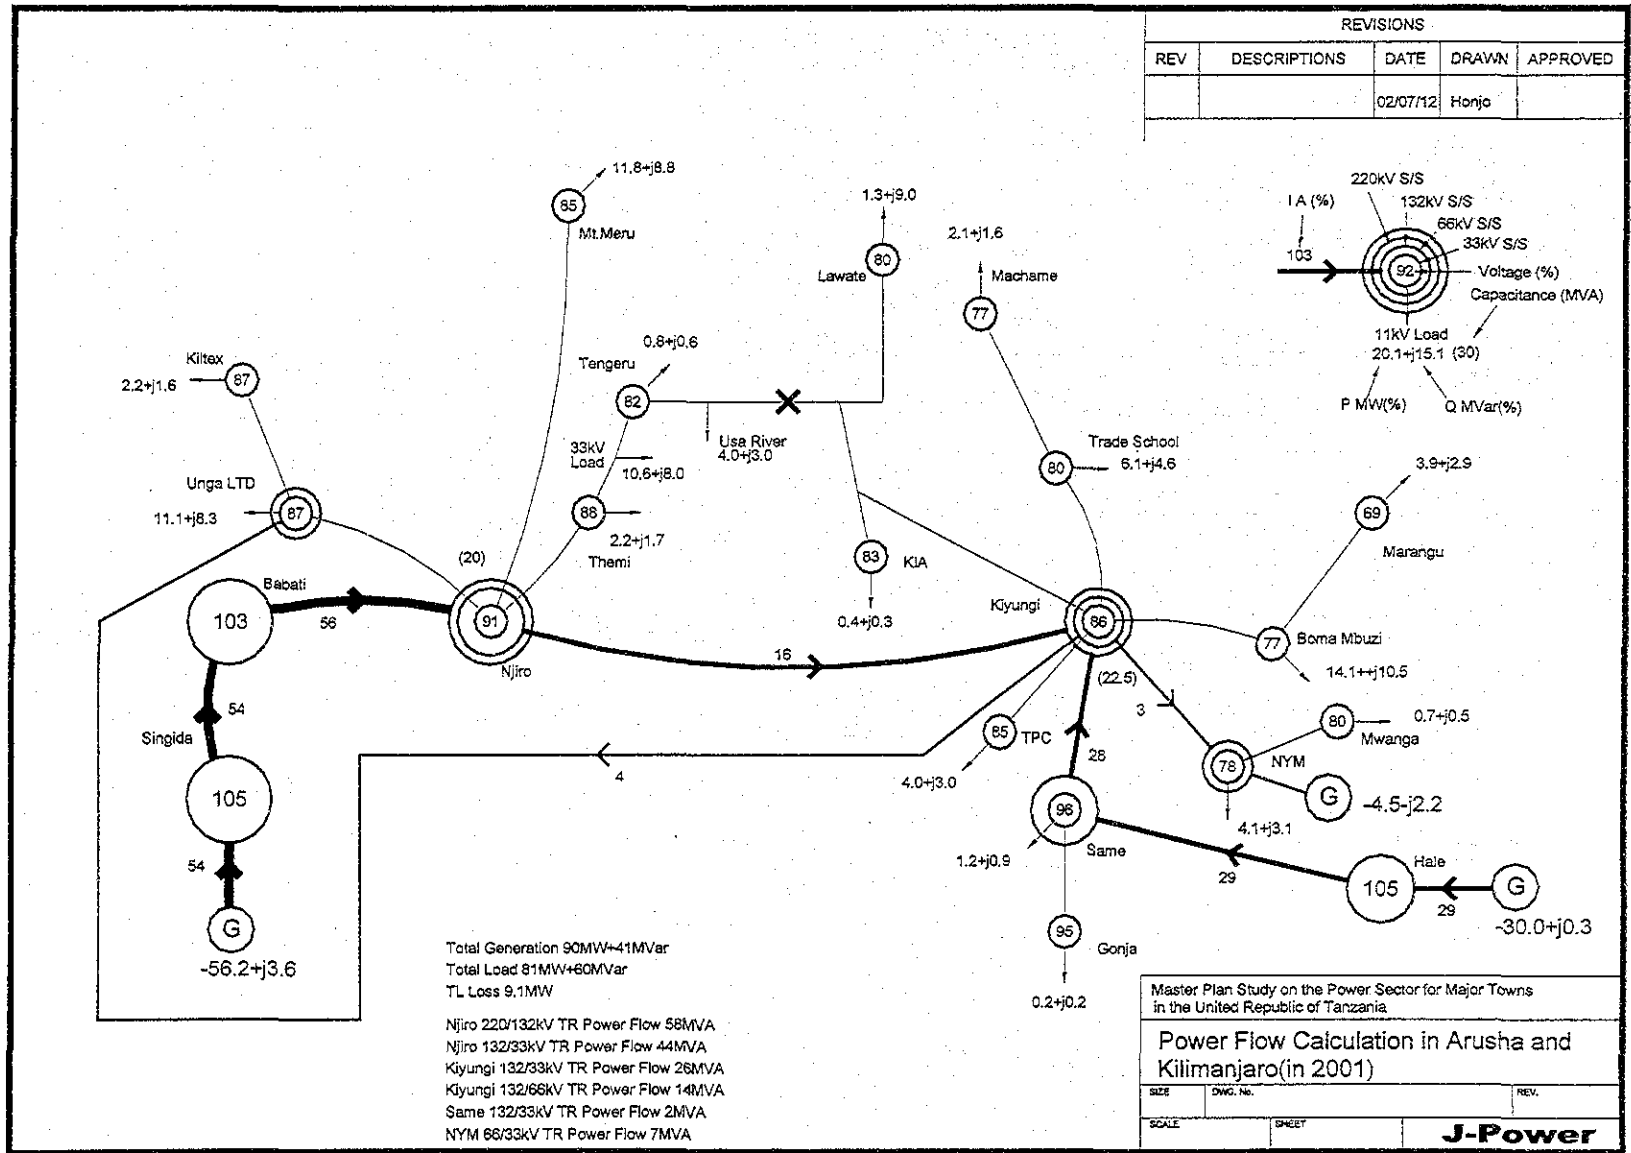 REVISIONS
REV DESCRIPTIONS DATE DRAWN APPROVED
02/07/12 Honjo
220kV S/S
132kV S/S
66kV S/S
33kV S/S
I A (%)
103
92
Voltage (%)
Capacitance (MVA)
11kV Load
20.1+j15.1 (30)
P MW(%) Q MVar(%)
11.8+j8.8
85
Mt.Meru
1.3+j9.0
Lawate 80
2.1+j1.6
Machame
77
Kiltex
2.2+j1.6 87
0.8+j0.6
Tengeru
82
Usa River
4.0+j3.0
33kV
Load
10.6+j8.0
Trade School
80 6.1+j4.6
3.9+j2.9
69
Marangu
Unga LTD
11.1+j8.3 87
88
2.2+j1.7
Themi
(20)
83 KIA
0.4+j0.3
Babati
103
56
91
Njiro
16
Kiyungi
86
(22.5)
77 Boma Mbuzi
14.1++j10.5
54
Singida
105
54
G
-56.2+j3.6
4
85 TPC
4.0+j3.0
28
3
80 0.7+j0.5
Mwanga
78 NYM
G -4.5-j2.2
4.1+j3.1
96
Same
1.2+j0.9
29
Hale
105
29
G
-30.0+j0.3
95
Gonja
0.2+j0.2
Total Generation 90MW+41MVar
Total Load 81MW+60MVar
TL Loss 9.1MW
Njiro 220/132kV TR Power Flow 58MVA
Njiro 132/33kV TR Power Flow 44MVA
Kiyungi 132/33kV TR Power Flow 26MVA
Kiyungi 132/66kV TR Power Flow 14MVA
Same 132/33kV TR Power Flow 2MVA
NYM 66/33kV TR Power Flow 7MVA
Master Plan Study on the Power Sector for Major Towns
in the United Republic of Tanzania
Power Flow Calculation in Arusha and
Kilimanjaro(in 2001)
SIZE DWG. No. REV.
SCALE SHEET J-Power